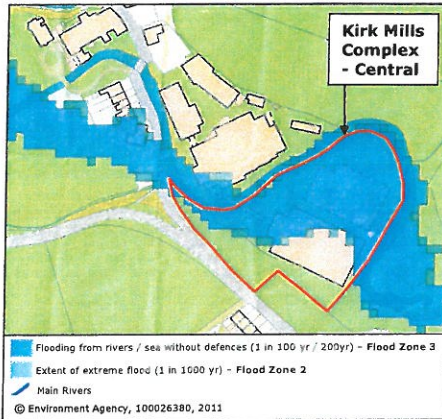 Kirk Mills
Complex
- Central
Flooding from rivers / sea without defences (1 in 100 yr / 200yr) - Flood Zone 3
Extent of extreme flood (1 in 1000 yr) - Flood Zone 2
Main Rivers
© Environment Agency, 100026380, 2011